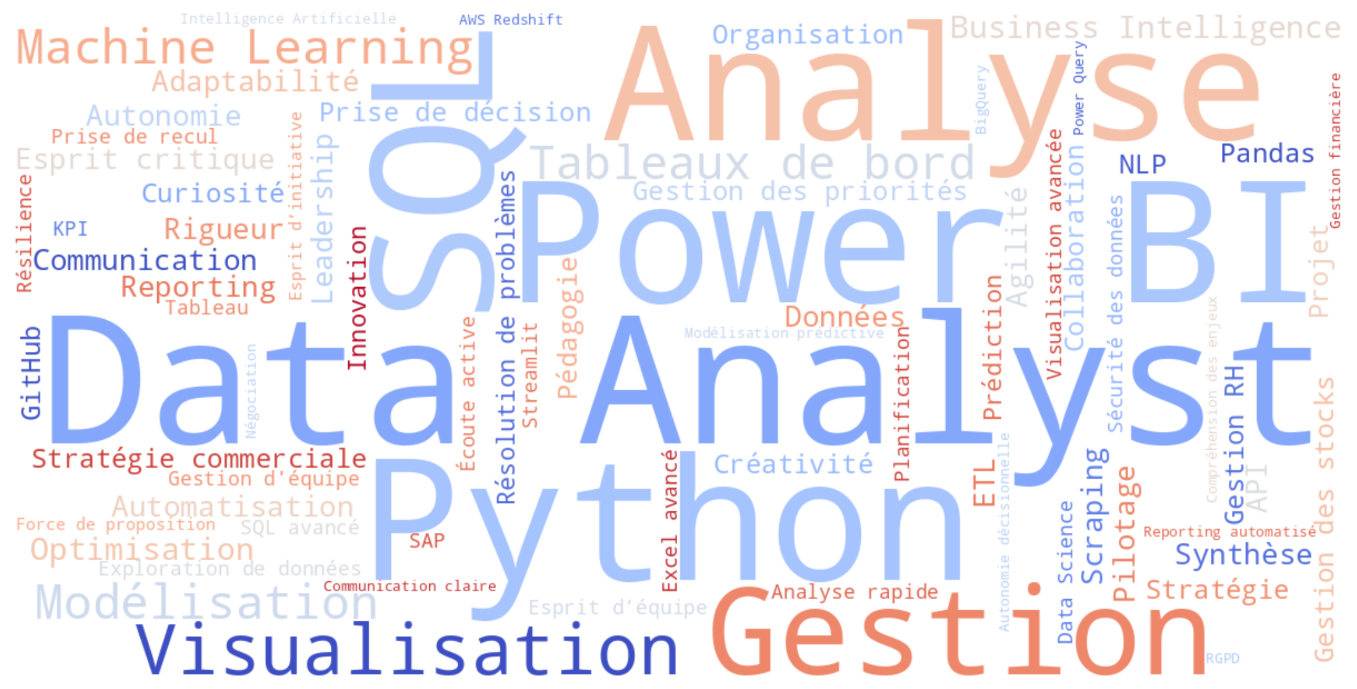 Intelligence Artificielle
AWS Redshift
Machine Learning
Organisation
Analyse
Business Intelligence
Adaptabilité
SQL
Power Query
BigQuery
Gestion financière
Autonomie
Prise de décision
Prise de recul
Esprit critique
Esprit d'initiative
Leadership
Tableaux de bord
Visualisation avancée
Collaboration
NLP
Pandas
Résilience
Curiosité
Résolution de problèmes
Power BI
Gestion des priorités
Agilité
Sécurité des données
KPI
Rigueur
Innovation
Projet
Communication
Pédagogie
Reporting
Tableau
Données
Prédiction
Compréhension des enjeux
GitHub
Data Analyst
Négociation
Écoute active
Streamlit
Modélisation prédictive
Planification
Gestion RH
Gestion des stocks
Stratégie commerciale
Python
Créativité
Excel avancé
ETL
Autonomie décisionnelle
Scraping
Pilotage
API
Gestion d'équipe
Automatisation
Force de proposition
SQL avancé
SAP
Data Science
Reporting automatisé
Optimisation
Synthèse
Exploration de données
Communication claire
Analyse rapide
Stratégie
Modélisation
Esprit d'équipe
Gestion
Visualisation
RGPD